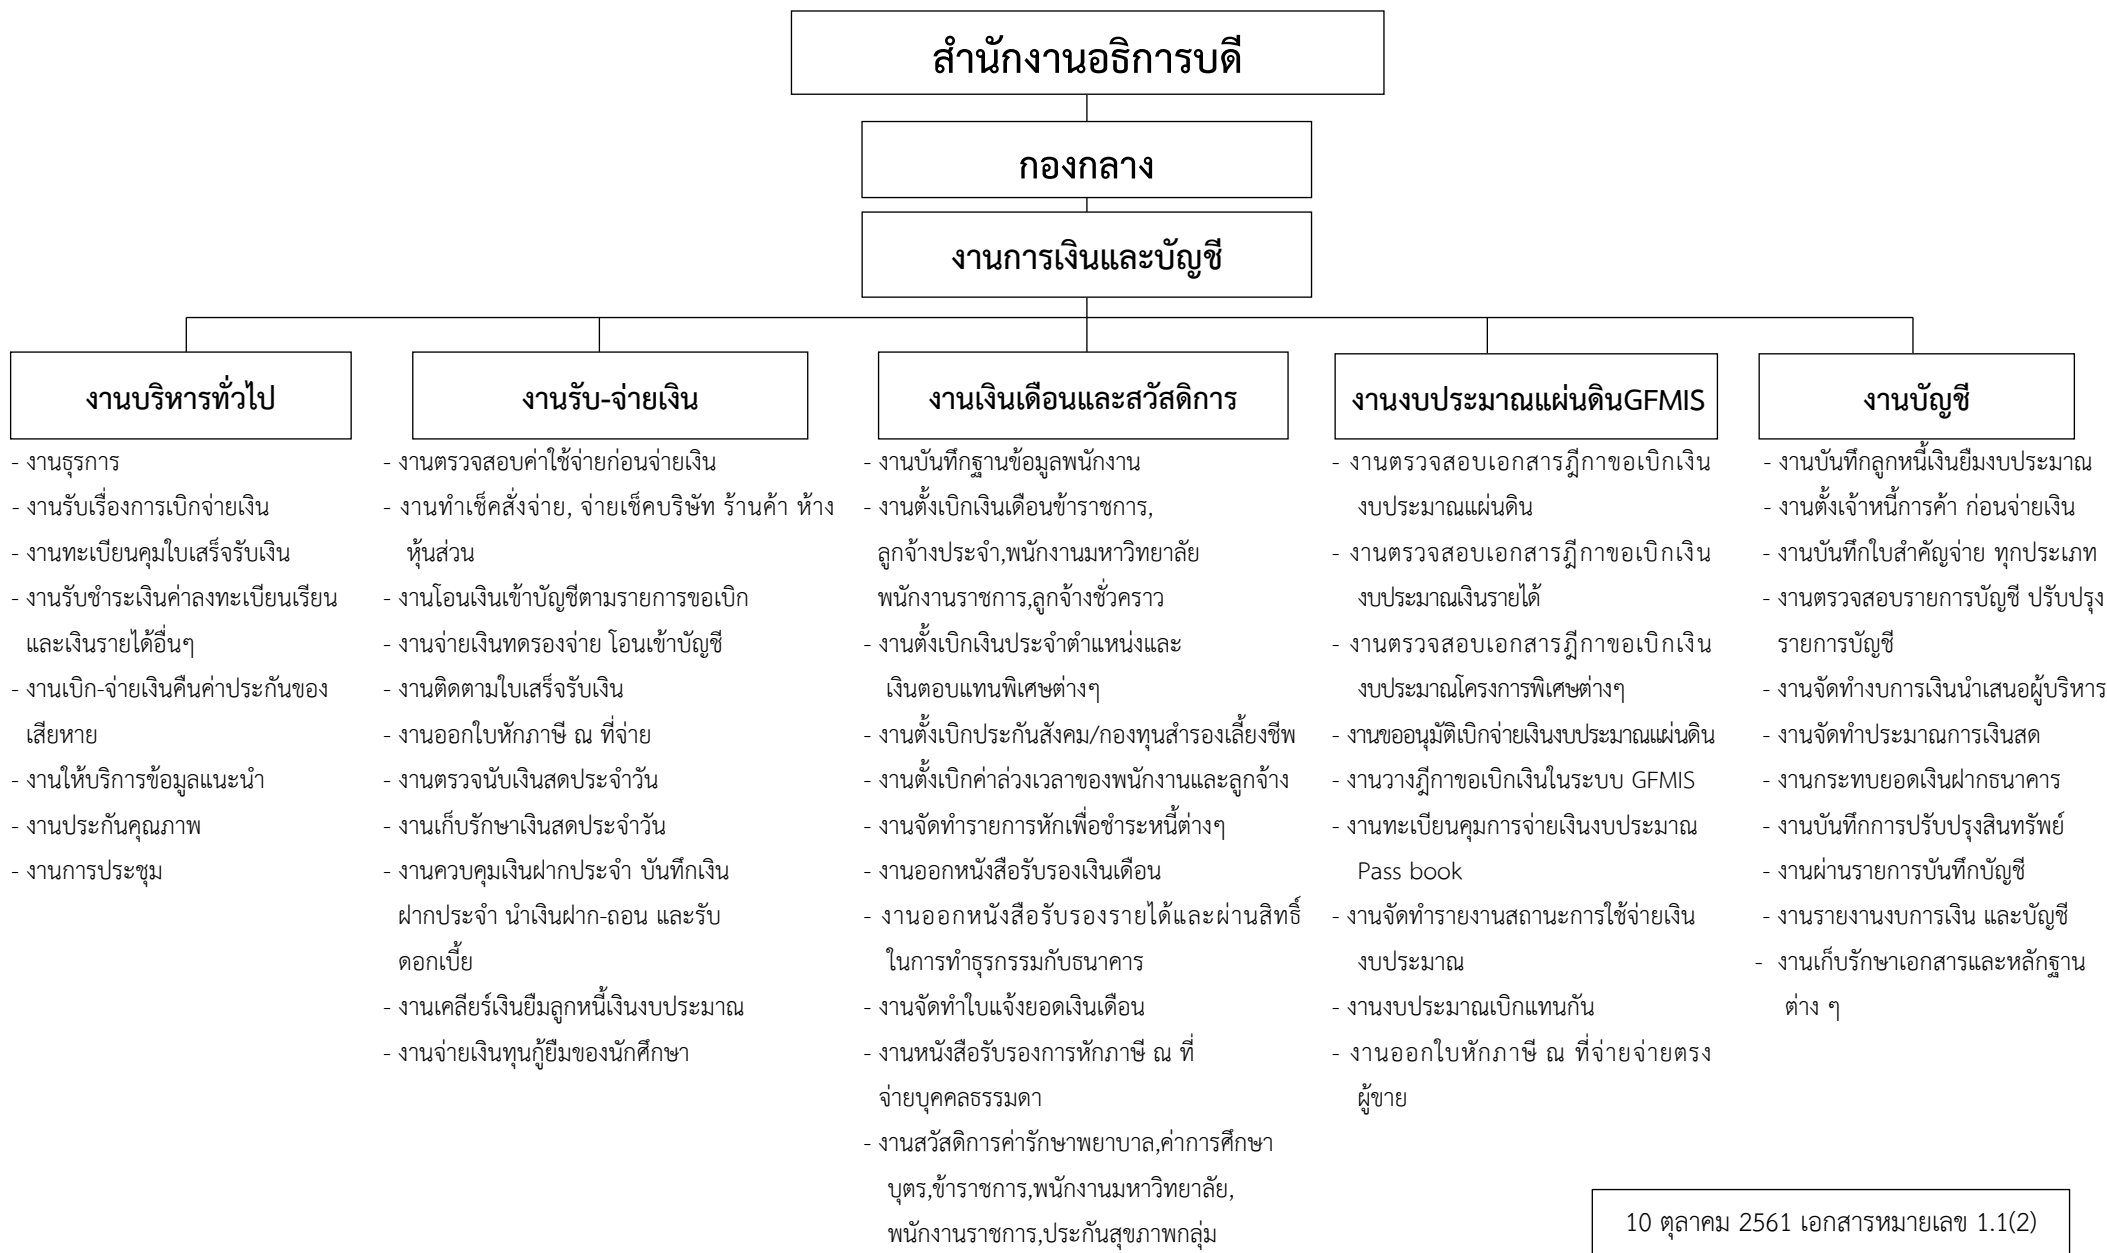 สำนักงานอธิการบดี
กองกลาง
งานการเงินและบัญชี
งานบริหารทั่วไป
- งานธุรการ
- งานรับเรื่องการเบิกจ่ายเงิน
- งานทะเบียนคุมใบเสร็จรับเงิน
- งานรับชำระเงินค่าลงทะเบียนเรียน
และเงินรายได้อื่นๆ
- งานเบิก-จ่ายเงินคืนค่าประกันของ
เสียหาย
- งานให้บริการข้อมูลแนะนำ
- งานประกันคุณภาพ
- งานการประชุม
งานรับ-จ่ายเงิน
- งานตรวจสอบค่าใช้จ่ายก่อนจ่ายเงิน
- งานทำเช็คสั่งจ่าย, จ่ายเช็คบริษัท ร้านค้า ห้าง
หุ้นส่วน
- งานโอนเงินเข้าบัญชีตามรายการขอเบิก
- งานจ่ายเงินทดรองจ่าย โอนเข้าบัญชี
- งานติดตามใบเสร็จรับเงิน
- งานออกใบหักภาษี ณ ที่จ่าย
- งานตรวจนับเงินสดประจำวัน
- งานเก็บรักษาเงินสดประจำวัน
- งานควบคุมเงินฝากประจำ บันทึกเงิน
ฝากประจำ นำเงินฝาก-ถอน และรับ
ดอกเบี้ย
- งานเคลียร์เงินยืมลูกหนี้เงินงบประมาณ
- งานจ่ายเงินทุนกู้ยืมของนักศึกษา
งานเงินเดือนและสวัสดิการ
- งานบันทึกฐานข้อมูลพนักงาน
- งานตั้งเบิกเงินเดือนข้าราชการ,
ลูกจ้างประจำ,พนักงานมหาวิทยาลัย
พนักงานราชการ,ลูกจ้างชั่วคราว
- งานตั้งเบิกเงินประจำตำแหน่งและ
เงินตอบแทนพิเศษต่างๆ
- งานตั้งเบิกประกันสังคม/กองทุนสำรองเลี้ยงชีพ
- งานตั้งเบิกค่าล่วงเวลาของพนักงานและลูกจ้าง
- งานจัดทำรายการหักเพื่อชำระหนี้ต่างๆ
- งานออกหนังสือรับรองเงินเดือน
- งานออกหนังสือรับรองรายได้และผ่านสิทธิ์
ในการทำธุรกรรมกับธนาคาร
- งานจัดทำใบแจ้งยอดเงินเดือน
- งานหนังสือรับรองการหักภาษี ณ ที่
จ่ายบุคคลธรรมดา
- งานสวัสดิการค่ารักษาพยาบาล,ค่าการศึกษา
บุตร,ข้าราชการ,พนักงานมหาวิทยาลัย,
พนักงานราชการ,ประกันสุขภาพกลุ่ม
งานงบประมาณแผ่นดินGFMIS
- งานตรวจสอบเอกสารฎีกาขอเบิกเงิน
งบประมาณแผ่นดิน
- งานตรวจสอบเอกสารฎีกาขอเบิกเงิน
งบประมาณเงินรายได้
- งานตรวจสอบเอกสารฎีกาขอเบิกเงิน
งบประมาณโครงการพิเศษต่างๆ
- งานขออนุมัติเบิกจ่ายเงินงบประมาณแผ่นดิน
- งานวางฎีกาขอเบิกเงินในระบบ GFMIS
- งานทะเบียนคุมการจ่ายเงินงบประมาณ
Pass book
- งานจัดทำรายงานสถานะการใช้จ่ายเงิน
งบประมาณ
- งานงบประมาณเบิกแทนกัน
- งานออกใบหักภาษี ณ ที่จ่ายจ่ายตรง
ผู้ขาย
งานบัญชี
- งานบันทึกลูกหนี้เงินยืมงบประมาณ
- งานตั้งเจ้าหนี้การค้า ก่อนจ่ายเงิน
- งานบันทึกใบสำคัญจ่าย ทุกประเภท
- งานตรวจสอบรายการบัญชี ปรับปรุง
รายการบัญชี
- งานจัดทำงบการเงินนำเสนอผู้บริหาร
- งานจัดทำประมาณการเงินสด
- งานกระทบยอดเงินฝากธนาคาร
- งานบันทึกการปรับปรุงสินทรัพย์
- งานผ่านรายการบันทึกบัญชี
- งานรายงานงบการเงิน และบัญชี
- งานเก็บรักษาเอกสารและหลักฐาน
ต่าง ๆ
10 ตุลาคม 2561 เอกสารหมายเลข 1.1(2)